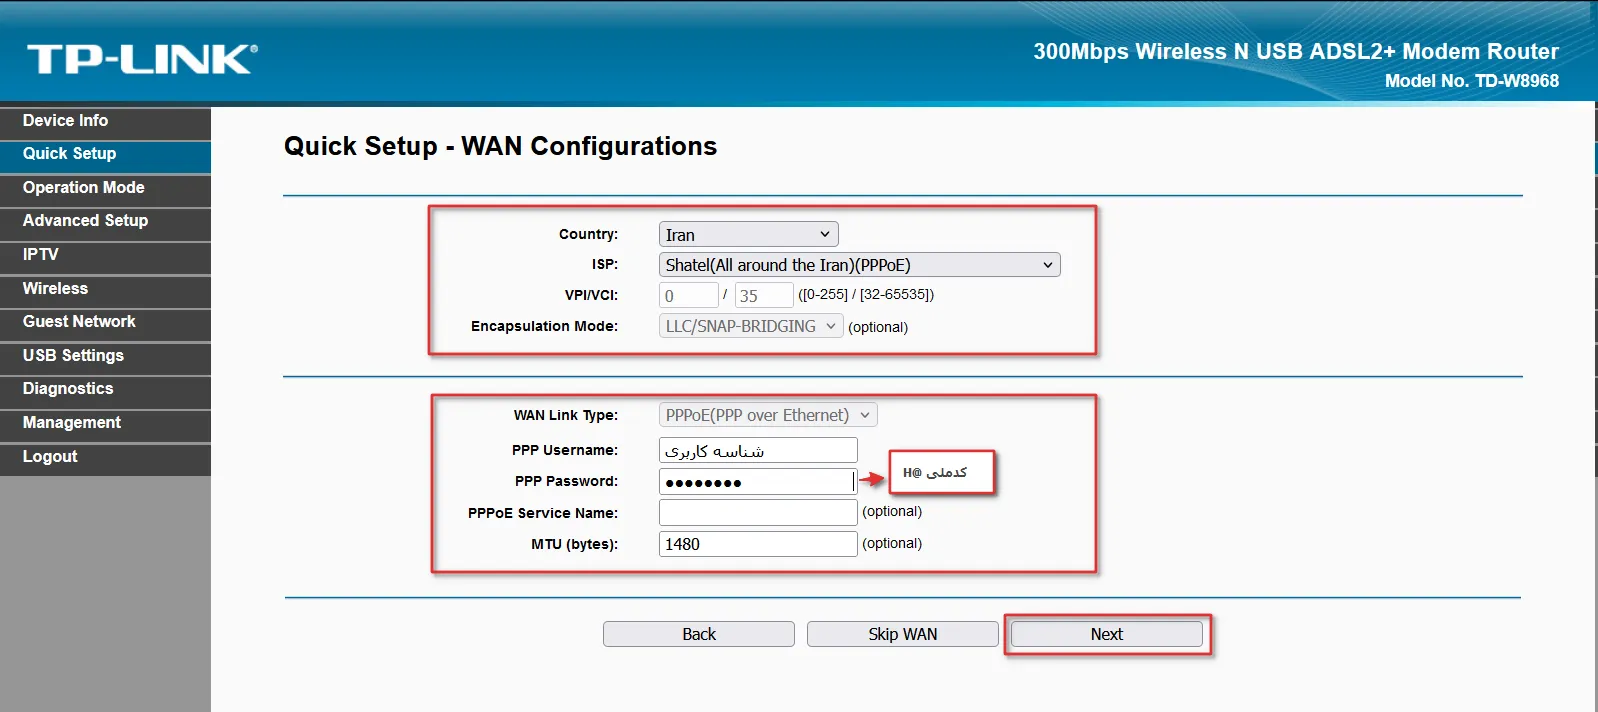 TP-LINK®
300Mbps Wireless N USB ADSL2+ Modem Router
Model No. TD-W8968
Device Info
Quick Setup
Operation Mode
Advanced Setup
IPTV
Wireless
Guest Network
USB Settings
Diagnostics
Management
Logout
Quick Setup - WAN Configurations
Country: Iran
ISP: Shatel(All around the Iran)(PPPoE)
VPI/VCI: 0 / 35 ([0-255] / [32-65535])
Encapsulation Mode: LLC/SNAP-BRIDGING (optional)
WAN Link Type: PPPoE(PPP over Ethernet)
PPP Username: شناسه کاربری
PPP Password: ●●●●●●●●
H@ کدملی
PPPoE Service Name: (optional)
MTU (bytes): 1480 (optional)
Back Skip WAN Next